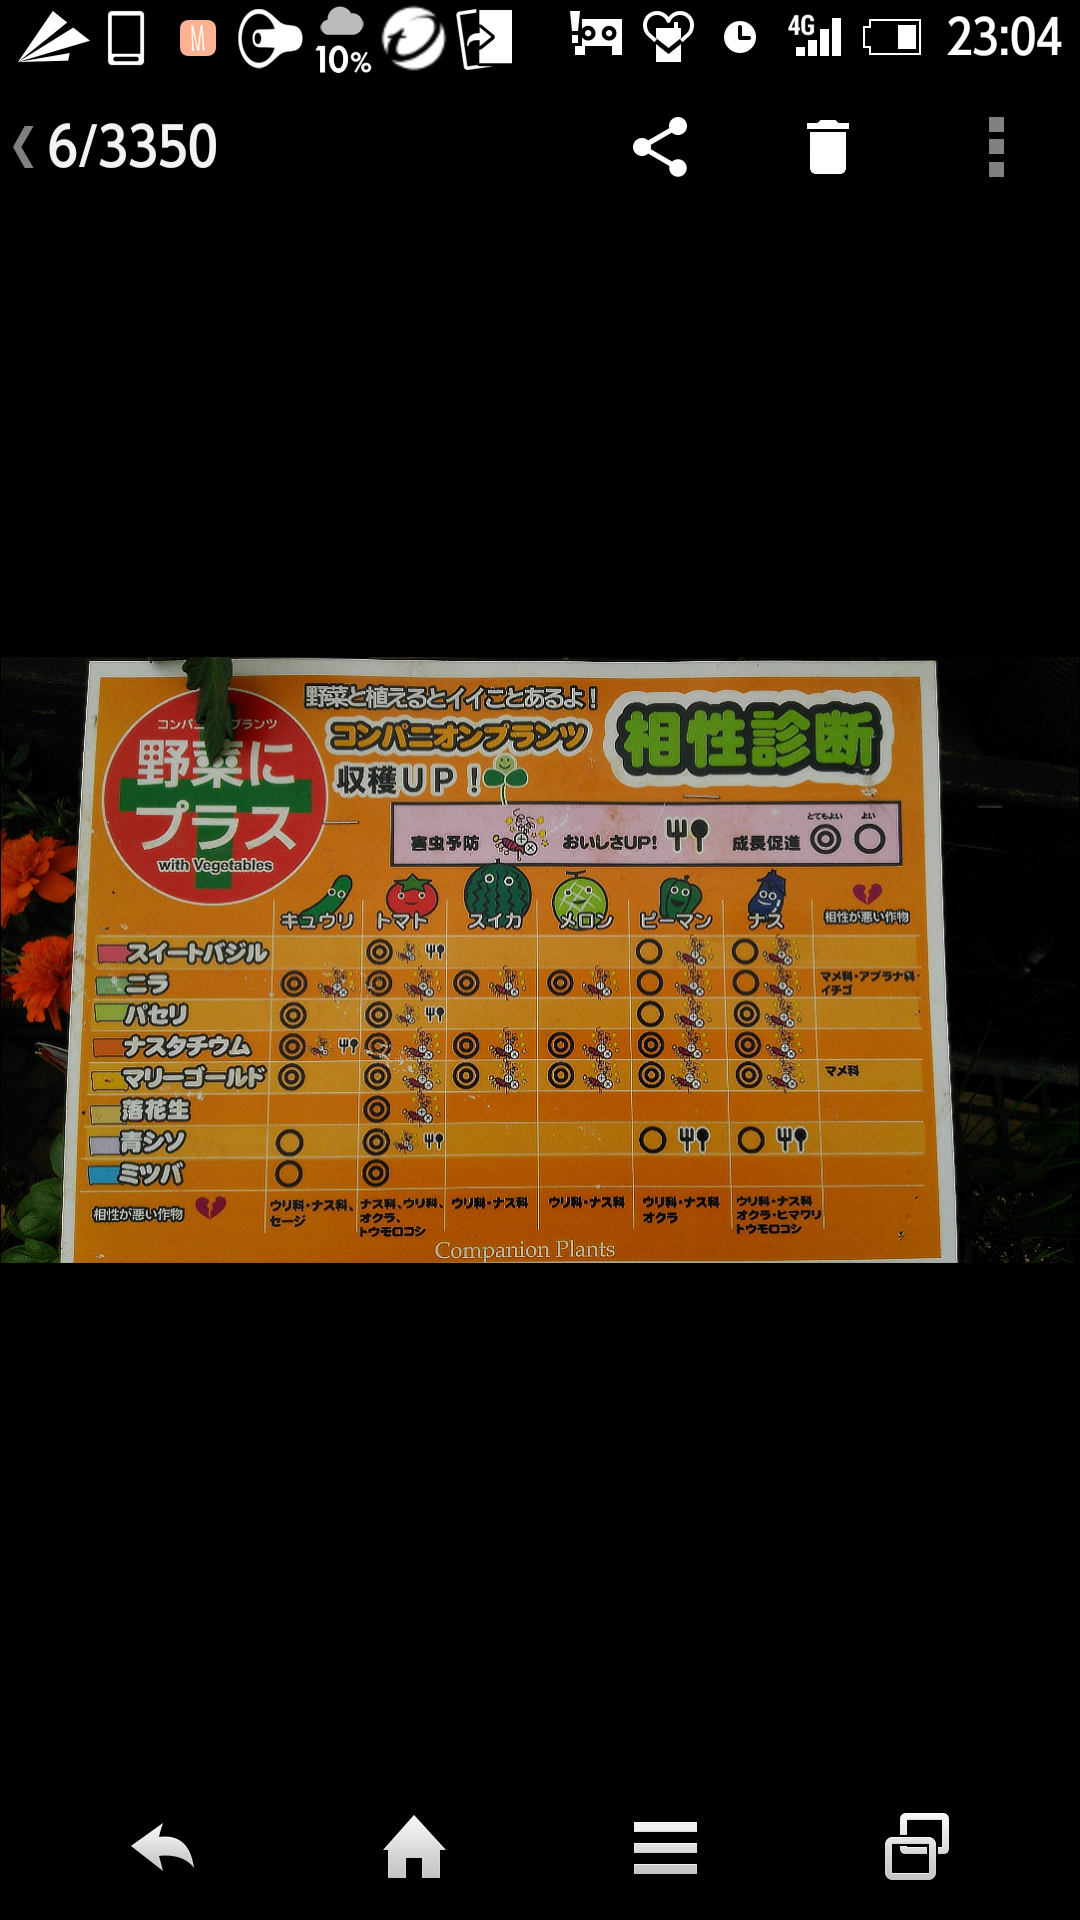 10%
4G
23:04
6/3350
野菜と植えるとイイことあるよ!
コンパニオンプランツ
収穫UP!
相性診断
野菜に
プラス
with Vegetables
害虫予防 おいしさUP! 成長促進 とてもよい ◎ よい ○
キュウリ トマト スイカ メロン ピーマン ナス 相性が悪い作物
スイートバジル ◎ ○ ○
ニラ ◎ ◎ ◎ ◎ ○ ○ マメ科・アブラナ科・イチゴ
パセリ ◎ ◎ ○ ◎
ナスタチウム ◎ ◎ ◎ ◎ ◎ ◎
マリーゴールド ◎ ◎ ◎ ◎ ◎ ◎ マメ科
落花生 ◎
青シソ ○ ◎ ○ ○
ミツバ ○ ◎
相性が悪い作物
ウリ科・ナス科、セージ
ナス科、ウリ科、オクラ、トウモロコシ
ウリ科・ナス科
ウリ科・ナス科
ウリ科・ナス科 オクラ
ウリ科・ナス科 オクラ・ヒマワリ トウモロコシ
Companion Plants